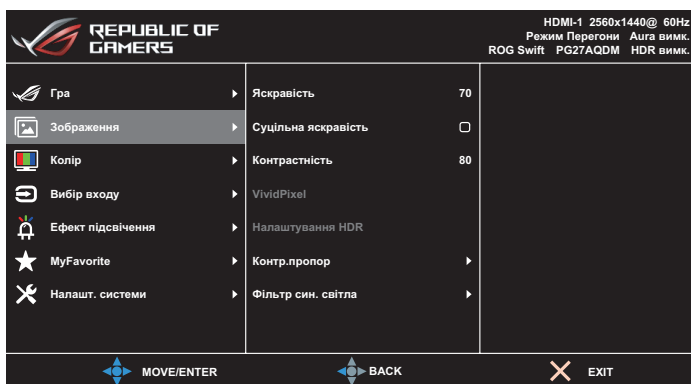 REPUBLIC OF
GAMERS
HDMI-1 2560x1440@ 60Hz
Режим Перегони Aura вимк.
ROG Swift PG27AQDM HDR вимк.
Гра
Зображення
Колір
Вибір входу
Ефект підсвічення
MyFavorite
Налашт. системи
Яскравість 70
Суцільна яскравість
Контрастність 80
VividPixel
Налаштування HDR
Контр.пропор
Фільтр син. світла
MOVE/ENTER
BACK
EXIT